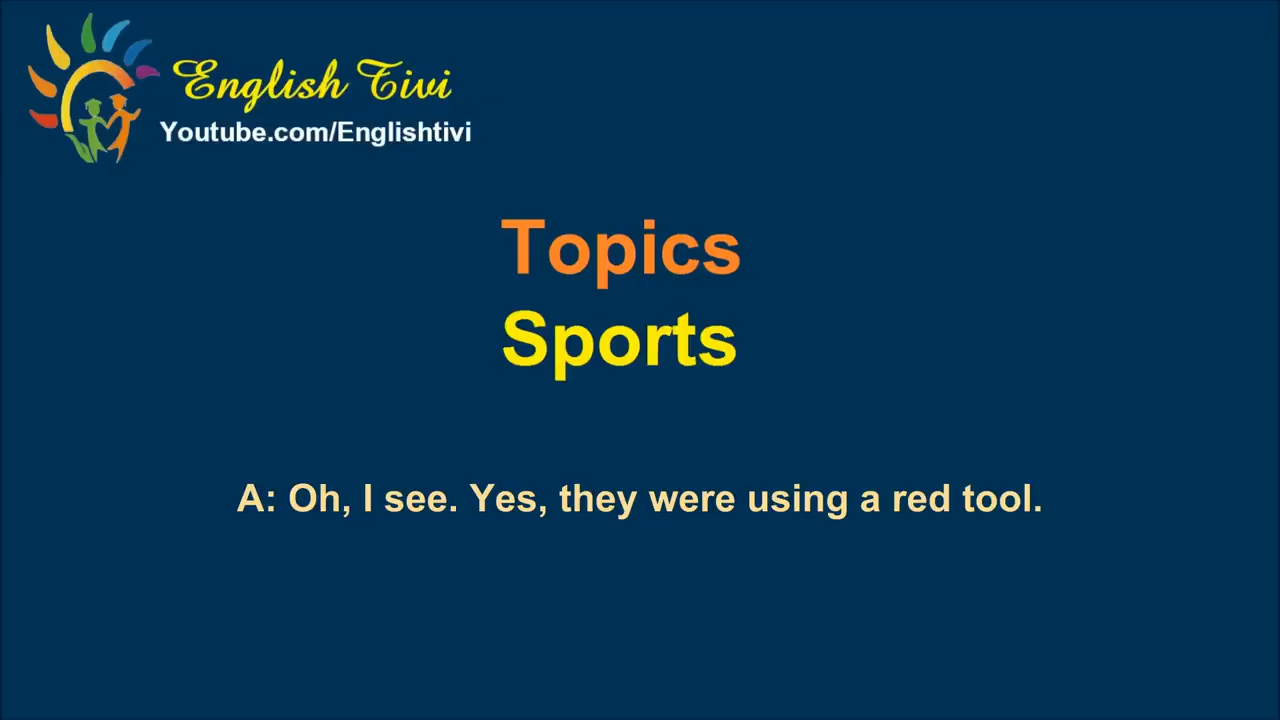 English Tivi
Youtube.com/Englishtivi
Topics
Sports
A: Oh, I see. Yes, they were using a red tool.